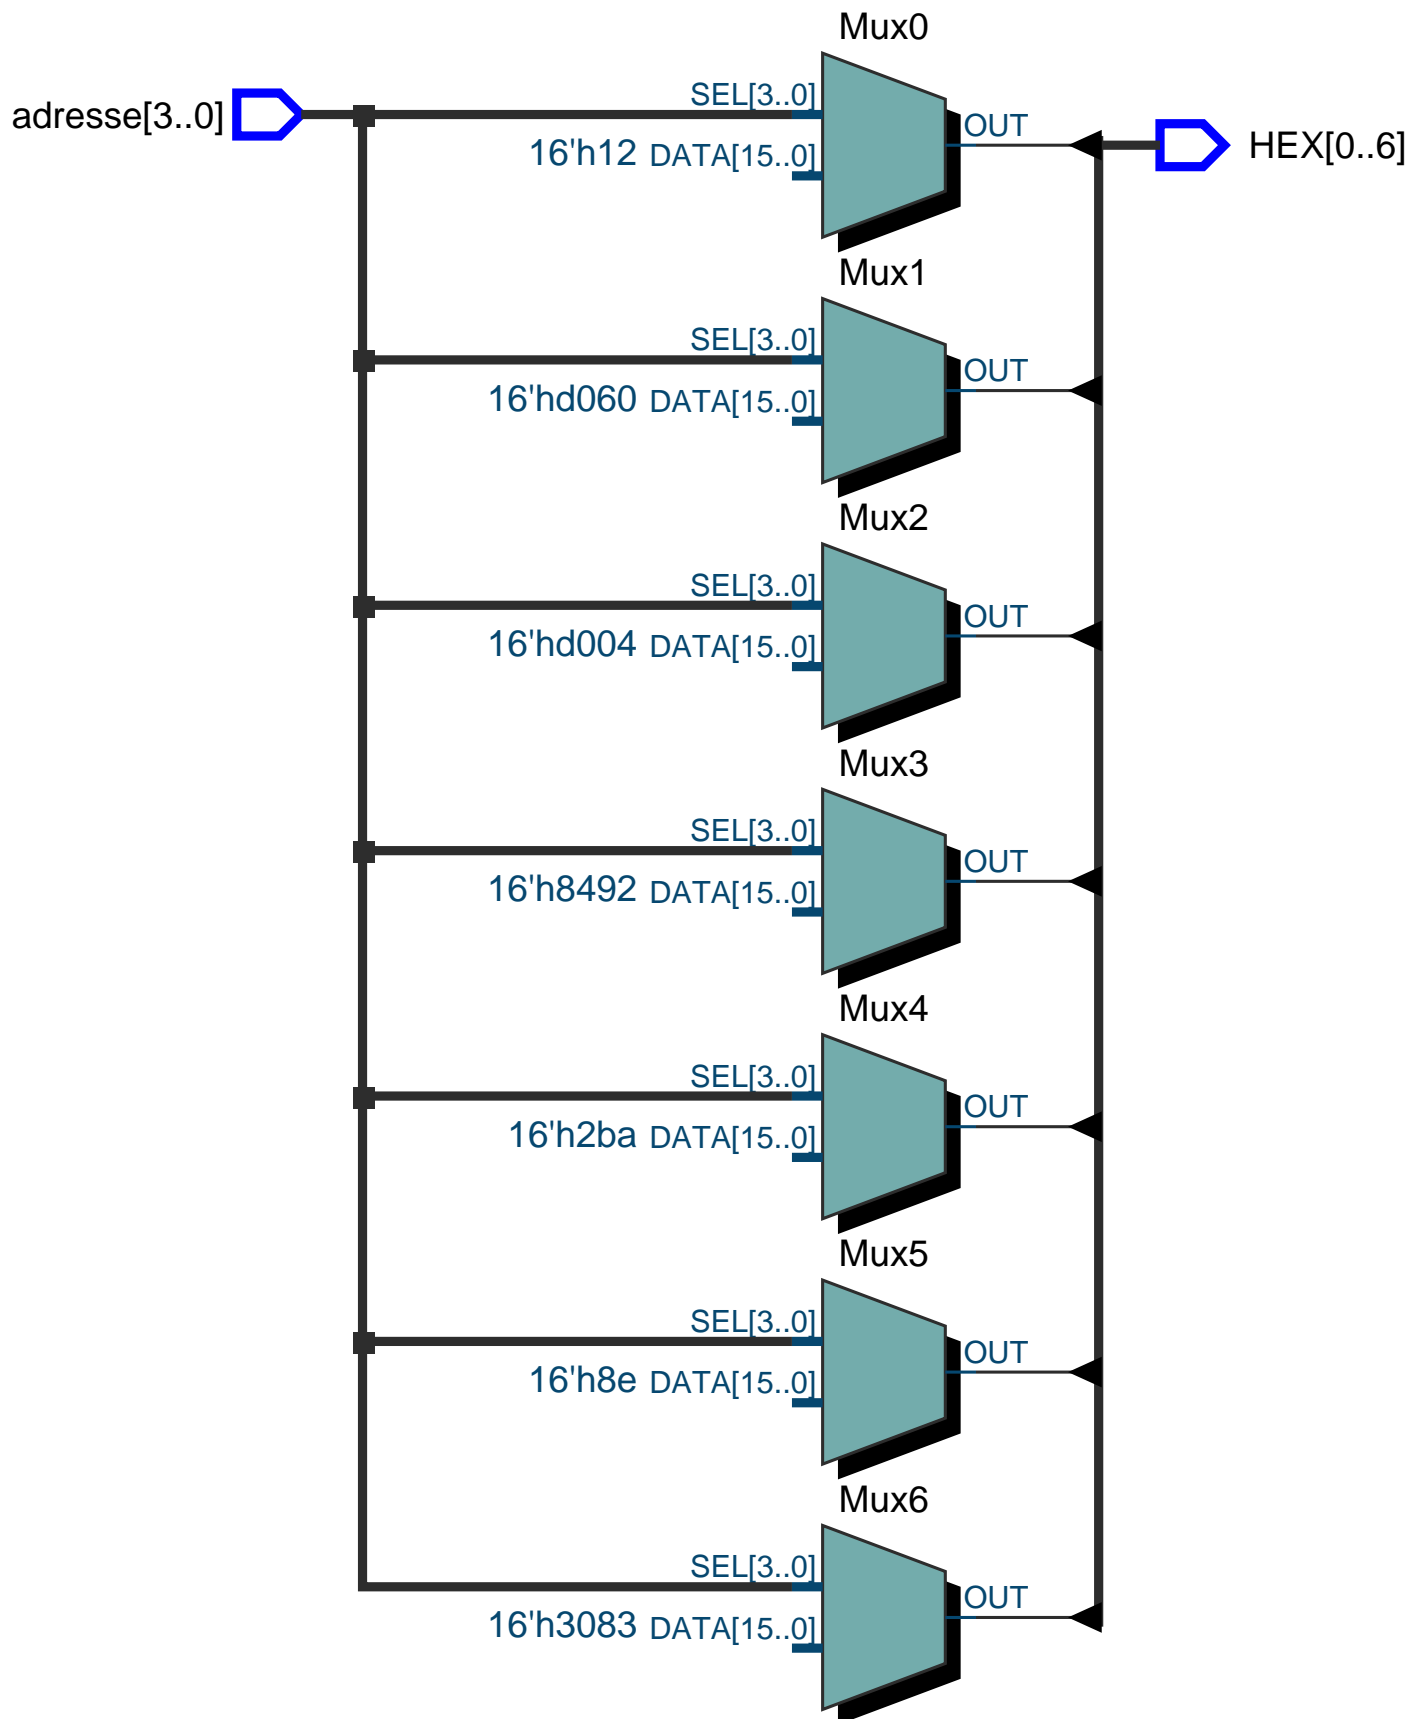 Mux0
adresse[3..0]
SEL[3..0]
16'h12 DATA[15..0]
OUT
HEX[0..6]
Mux1
SEL[3..0]
16'hd060 DATA[15..0]
OUT
Mux2
SEL[3..0]
16'hd004 DATA[15..0]
OUT
Mux3
SEL[3..0]
16'h8492 DATA[15..0]
OUT
Mux4
SEL[3..0]
16'h2ba DATA[15..0]
OUT
Mux5
SEL[3..0]
16'h8e DATA[15..0]
OUT
Mux6
SEL[3..0]
16'h3083 DATA[15..0]
OUT